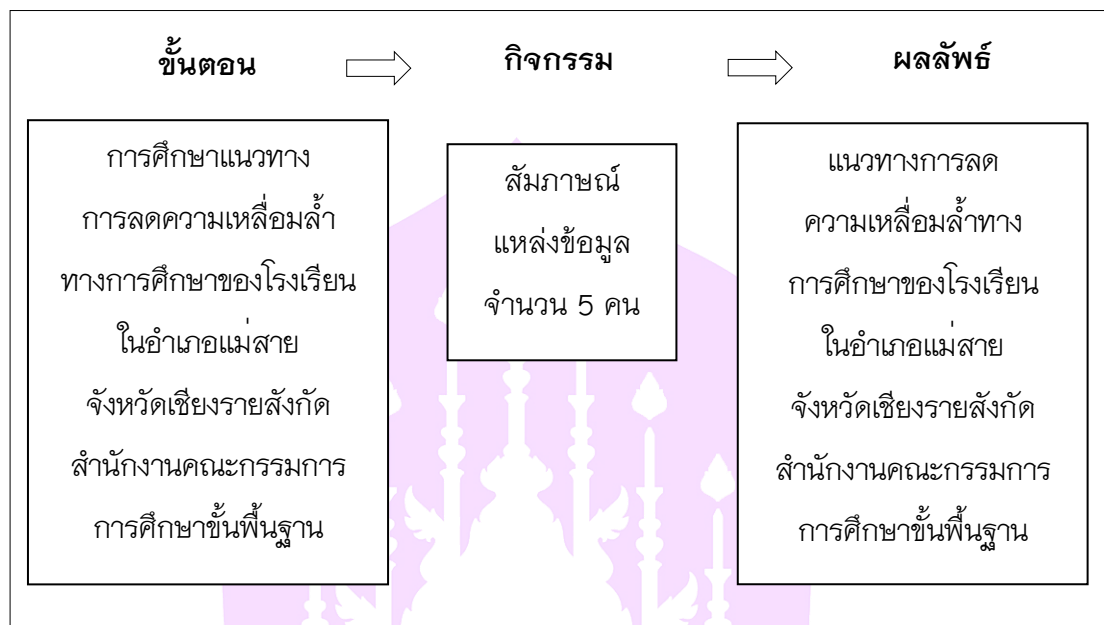 ขั้นตอน
กิจกรรม
ผลลัพธ์
การศึกษาแนวทาง
การลดความเหลื่อมล้ำ
ทางการศึกษาของโรงเรียน
ในอำเภอแม่สาย
จังหวัดเชียงรายสังกัด
สำนักงานคณะกรรมการ
การศึกษาขั้นพื้นฐาน
สัมภาษณ์
แหล่งข้อมูล
จำนวน 5 คน
แนวทางการลด
ความเหลื่อมล้ำทาง
การศึกษาของโรงเรียน
ในอำเภอแม่สาย
จังหวัดเชียงรายสังกัด
สำนักงานคณะกรรมการ
การศึกษาขั้นพื้นฐาน